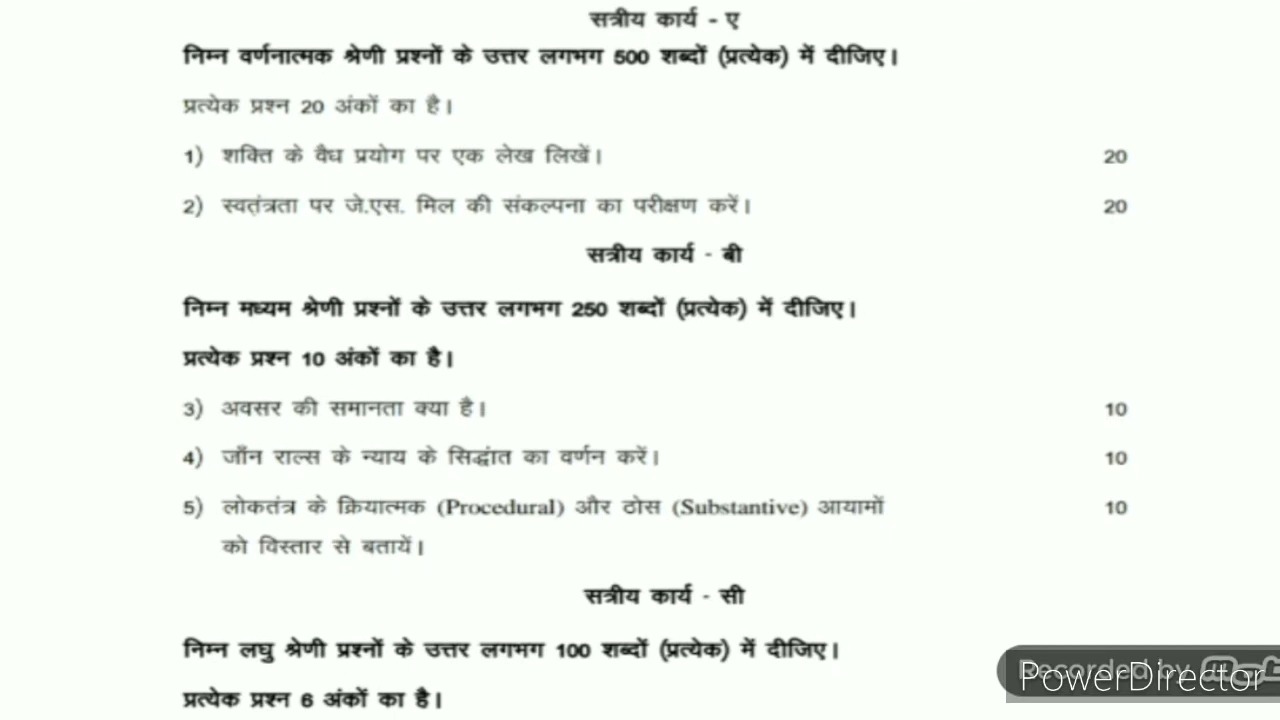 सत्रीय कार्य - ए
निम्न वर्णनात्मक श्रेणी प्रश्नों के उत्तर लगभग 500 शब्दों (प्रत्येक) में दीजिए।
प्रत्येक प्रश्न 20 अंकों का है।
1) शक्ति के वैध प्रयोग पर एक लेख लिखें। 20
2) स्वतंत्रता पर जे.एस. मिल की संकल्पना का परीक्षण करें। 20
सत्रीय कार्य - बी
निम्न मध्यम श्रेणी प्रश्नों के उत्तर लगभग 250 शब्दों (प्रत्येक) में दीजिए।
प्रत्येक प्रश्न 10 अंकों का है।
3) अवसर की समानता क्या है। 10
4) जॉन राल्स के न्याय के सिद्धांत का वर्णन करें। 10
5) लोकतंत्र के क्रियात्मक (Procedural) और ठोस (Substantive) आयामों 10
को विस्तार से बतायें।
सत्रीय कार्य - सी
निम्न लघु श्रेणी प्रश्नों के उत्तर लगभग 100 शब्दों (प्रत्येक) में दीजिए।
प्रत्येक प्रश्न 6 अंकों का है।
Recorded by
PowerDirector